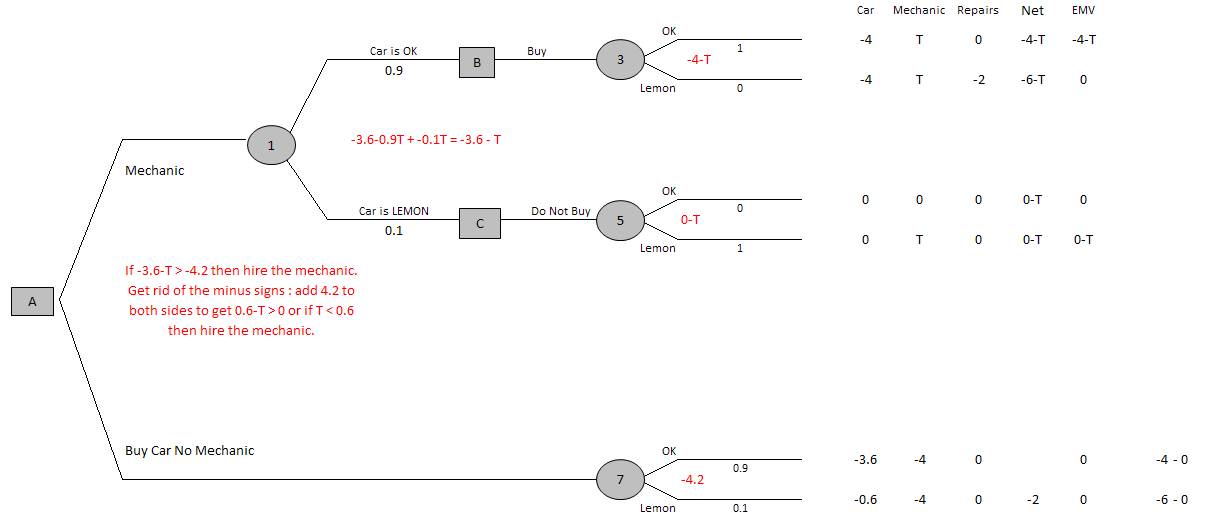 Car Mechanic Repairs Net EMV
OK
1
-4 T 0 -4-T -4-T
Car is OK
0.9
B
Buy
3
-4-T
Lemon
0
-4 T -2 -6-T 0
1
-3.6-0.9T + -0.1T = -3.6 - T
Mechanic
Car is LEMON
0.1
C
Do Not Buy
5
OK
0
0-T
0 0 0 0-T 0
Lemon
1
0 T 0 0-T 0-T
A
If -3.6-T > -4.2 then hire the mechanic.
Get rid of the minus signs : add 4.2 to
both sides to get 0.6-T > 0 or if T < 0.6
then hire the mechanic.
Buy Car No Mechanic
7
OK
0.9
-4.2
-3.6 -4 0 0 -4 - 0
Lemon
0.1
-0.6 -4 0 -2 0 -6 - 0